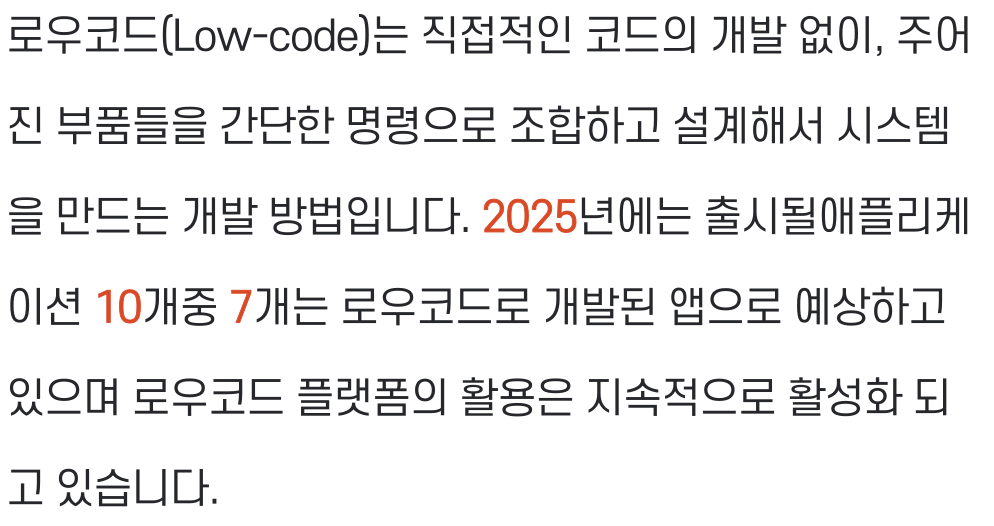 로우코드(Low-code)는 직접적인 코드의 개발 없이, 주어
진 부품들을 간단한 명령으로 조합하고 설계해서 시스템
을 만드는 개발 방법입니다. 2025년에는 출시될애플리케
이션 10개중 7개는 로우코드로 개발된 앱으로 예상하고
있으며 로우코드 플랫폼의 활용은 지속적으로 활성화 되
고 있습니다.